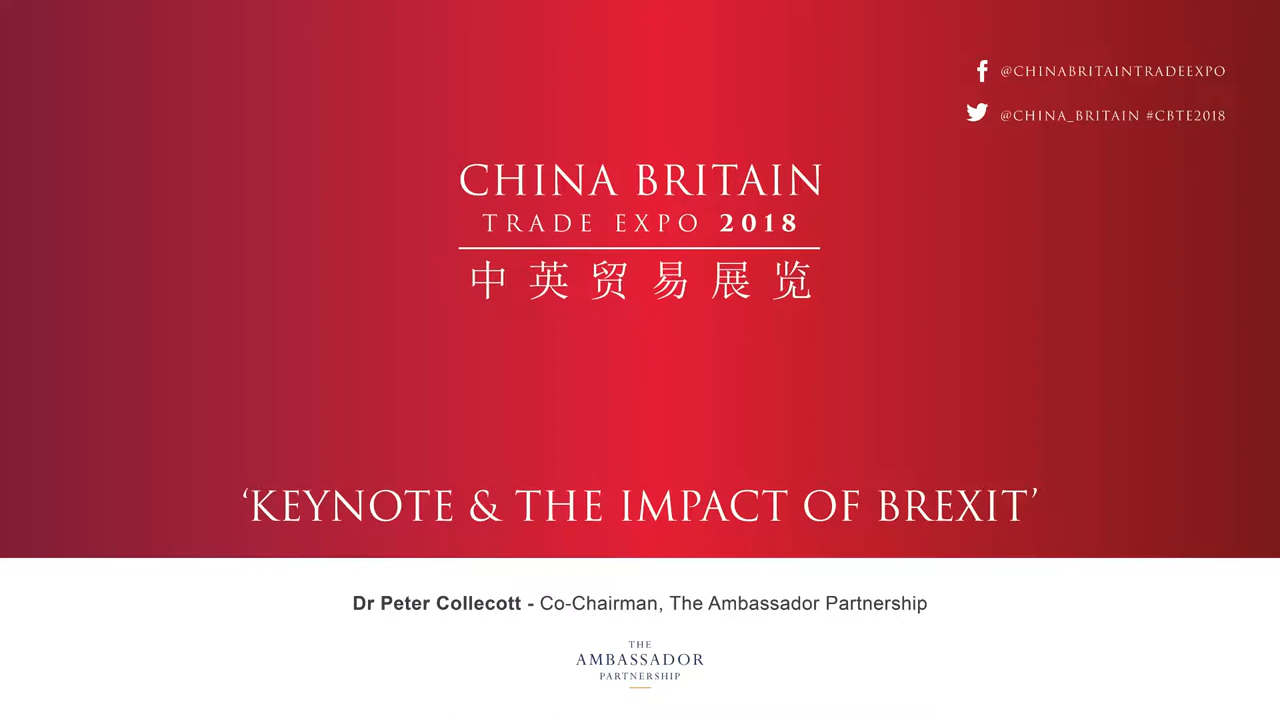 @CHINABRITAINTRADEEXPO
@CHINA_BRITAIN #CBTE2018
CHINA BRITAIN
TRADE EXPO 2018
中英贸易展览
‘KEYNOTE & THE IMPACT OF BREXIT’
Dr Peter Collecott - Co-Chairman, The Ambassador Partnership
THE
AMBASSADOR
PARTNERSHIP